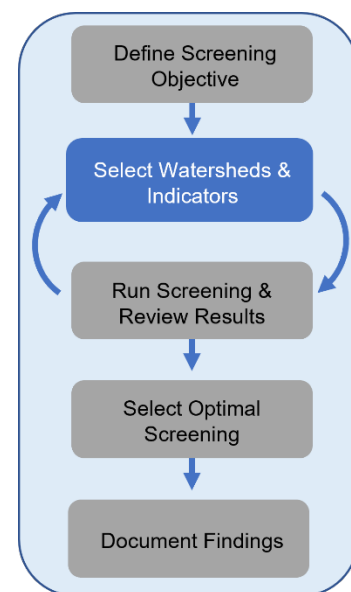 Define Screening
Objective
Select Watersheds &
Indicators
Run Screening &
Review Results
Select Optimal
Screening
Document Findings